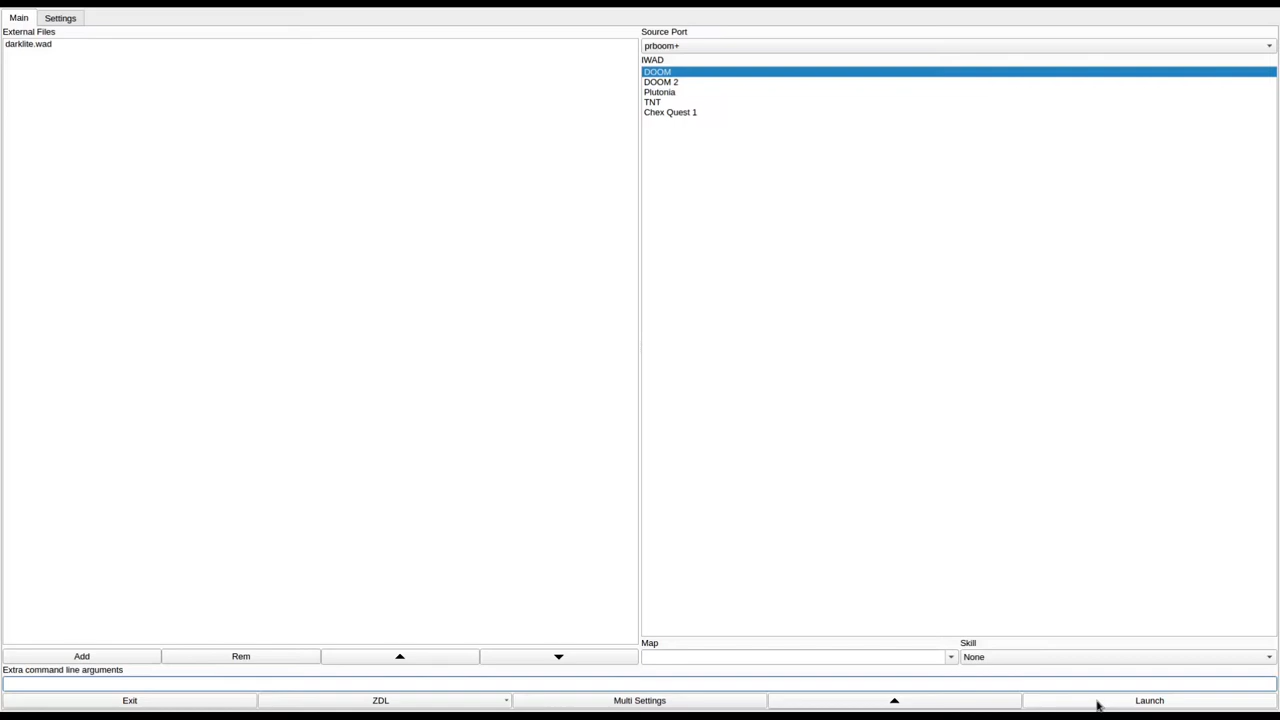 Main Settings
External Files
darklite.wad
Source Port
prboom+
IWAD
DOOM
DOOM 2
Plutonia
TNT
Chex Quest 1
Map
Skill
None
Add Rem
Extra command line arguments
Exit ZDL Multi Settings Launch